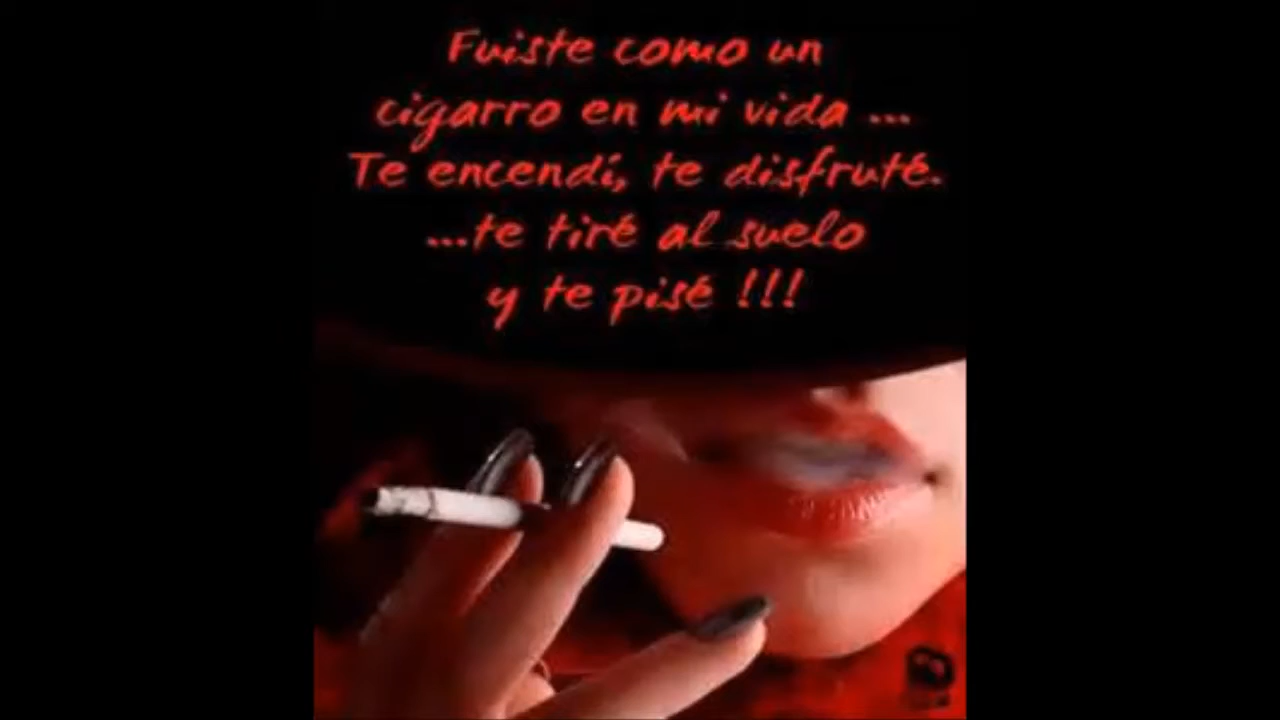 Fuiste como un
cigarro en mi vida ...
Te encendí, te disfruté.
...te tiré al suelo
y te pisé !!!